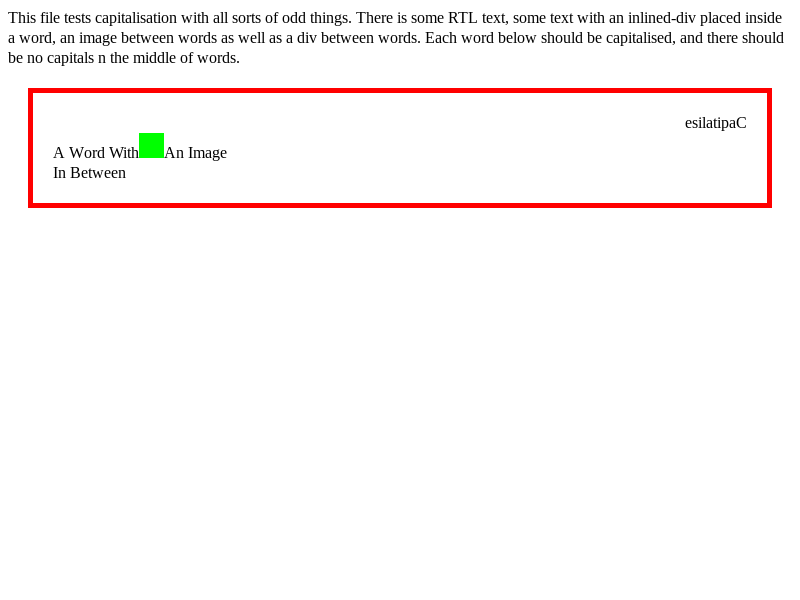 This file tests capitalisation with all sorts of odd things. There is some RTL text, some text with an inlined-div placed inside
a word, an image between words as well as a div between words. Each word below should be capitalised, and there should
be no capitals n the middle of words.
esilatipaC
A Word With An Image
In Between